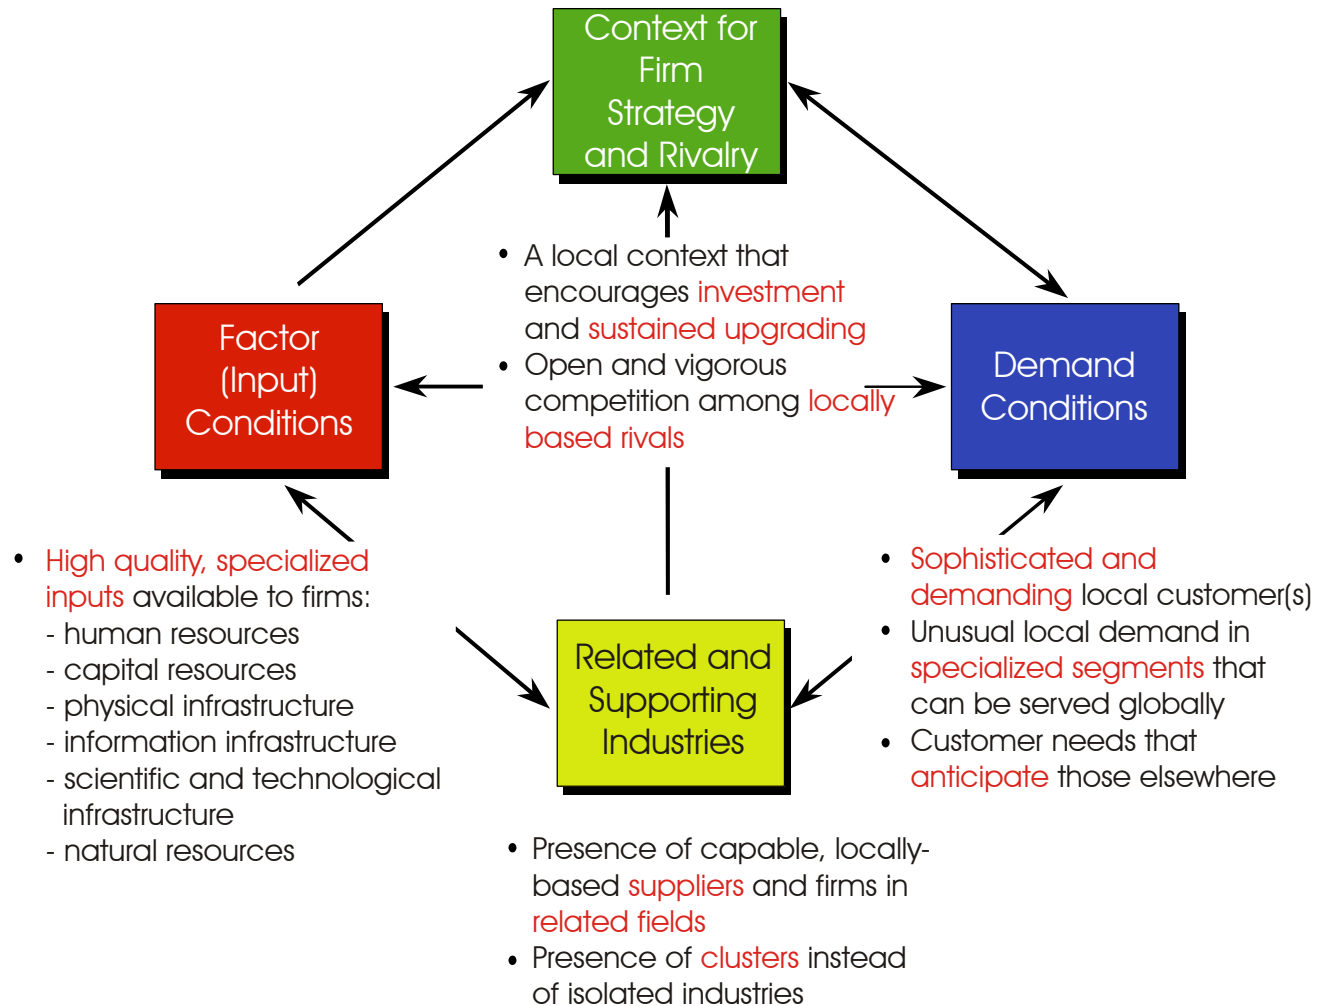 Context for
Firm
Strategy
and Rivalry
• A local context that
encourages investment
and sustained upgrading
• Open and vigorous
competition among locally
based rivals
Factor
(Input)
Conditions
Demand
Conditions
• High quality, specialized
inputs available to firms:
- human resources
- capital resources
- physical infrastructure
- information infrastructure
- scientific and technological
infrastructure
- natural resources
Related and
Supporting
Industries
• Sophisticated and
demanding local customer(s)
• Unusual local demand in
specialized segments that
can be served globally
• Customer needs that
anticipate those elsewhere
• Presence of capable, locally-
based suppliers and firms in
related fields
• Presence of clusters instead
of isolated industries